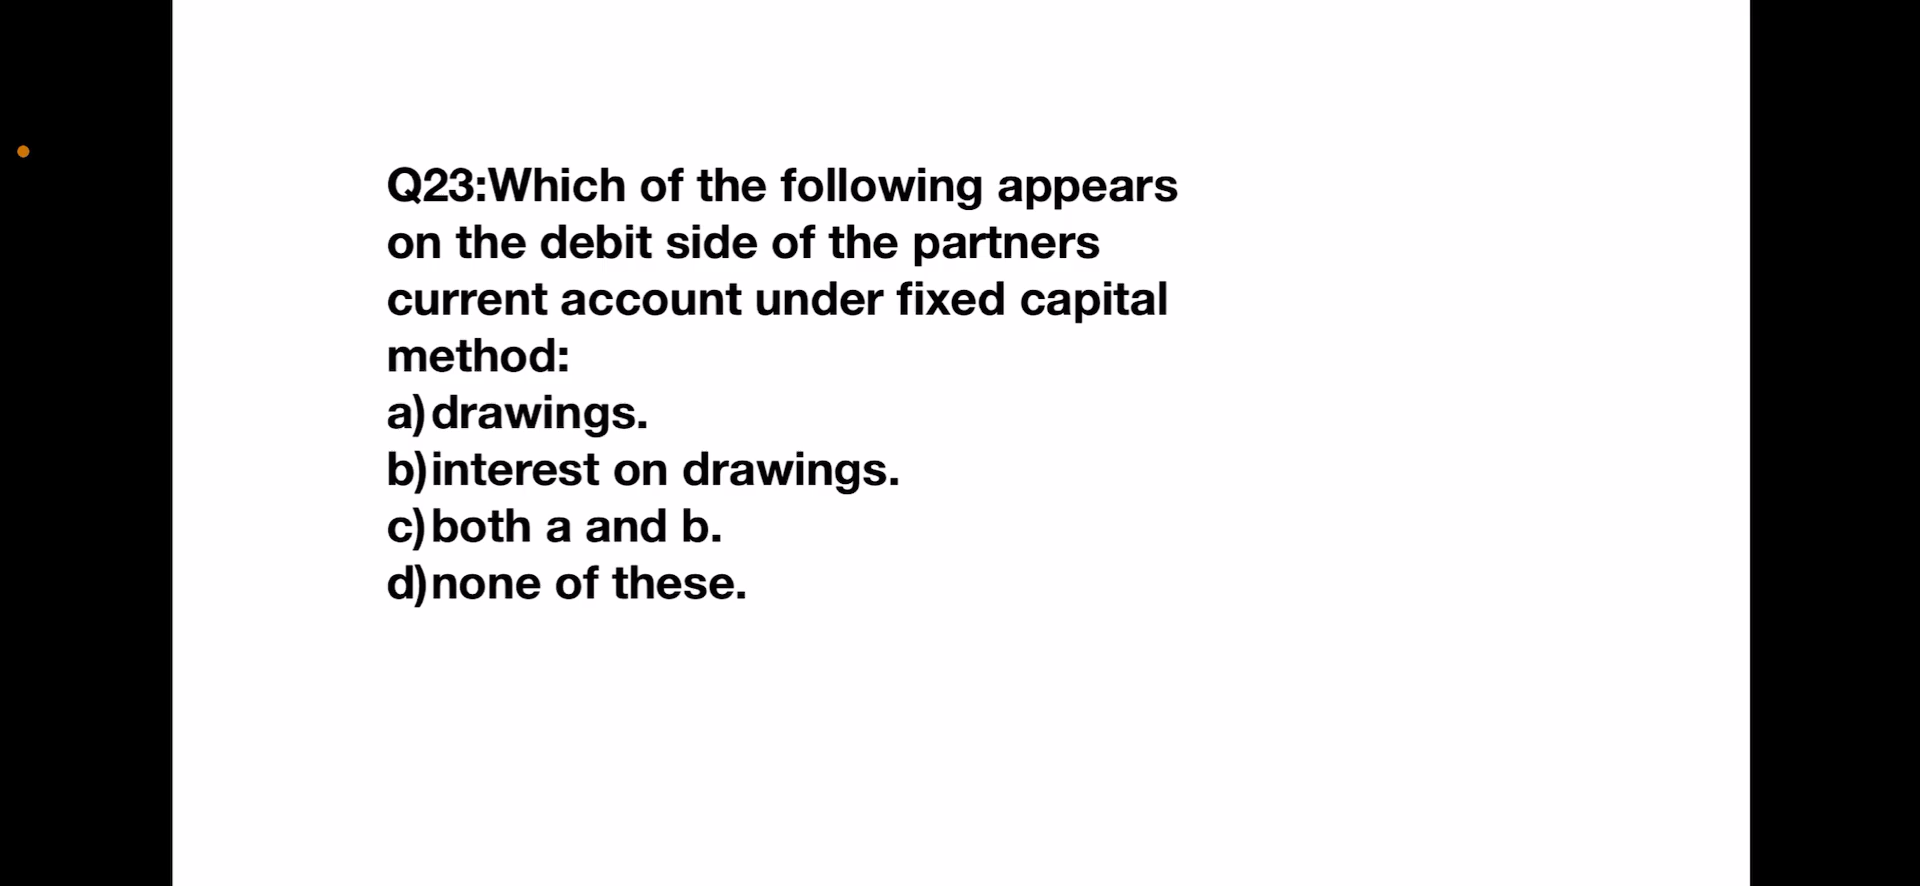 Q23:Which of the following appears
on the debit side of the partners
current account under fixed capital
method:
a)drawings.
b)interest on drawings.
c)both a and b.
d)none of these.